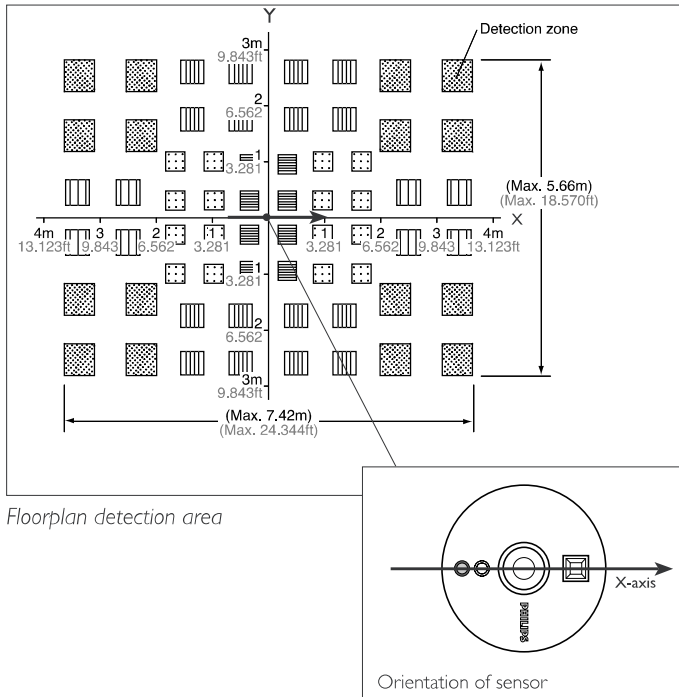 Y
Detection zone
3m
9.843ft
2
6.562
1
3.281
(Max. 5.66m)
(Max. 18.570ft)
X
4m 3 2 1 1 2 3 4m
13.123ft 9.843 6.562 3.281 3.281 6.562 9.843 13.123ft
1
3.281
2
6.562
3m
9.843ft
(Max. 7.42m)
(Max. 24.344ft)
Floorplan detection area
X-axis
PHILIPS
Orientation of sensor